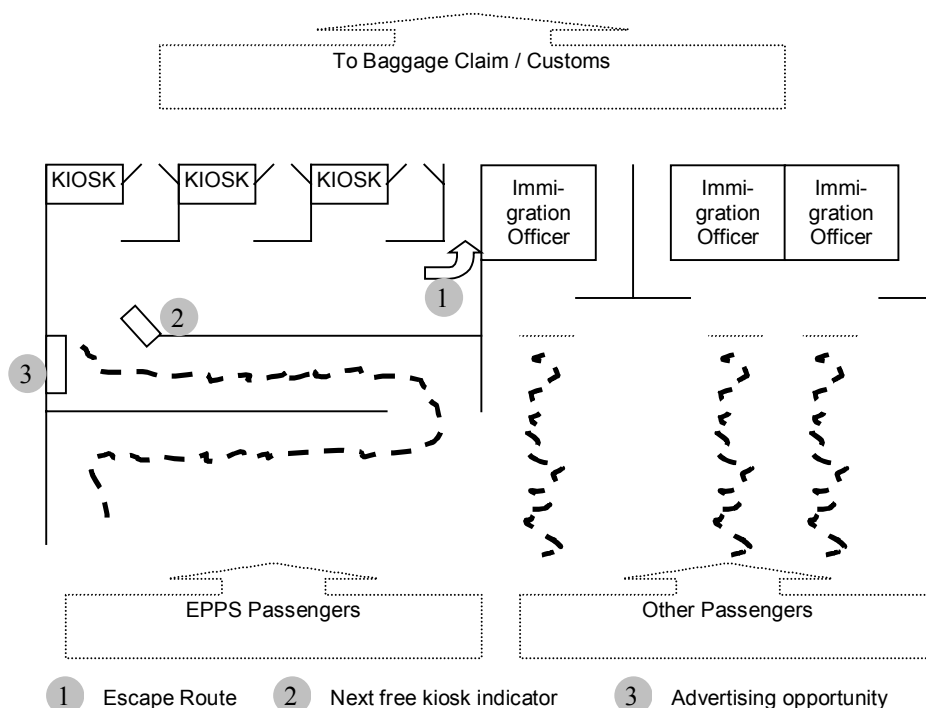 To Baggage Claim / Customs
KIOSK
KIOSK
KIOSK
Immi-
gration
Officer
Immi-
gration
Officer
Immi-
gration
Officer
1
2
3
EPPS Passengers
Other Passengers
1 Escape Route
2 Next free kiosk indicator
3 Advertising opportunity